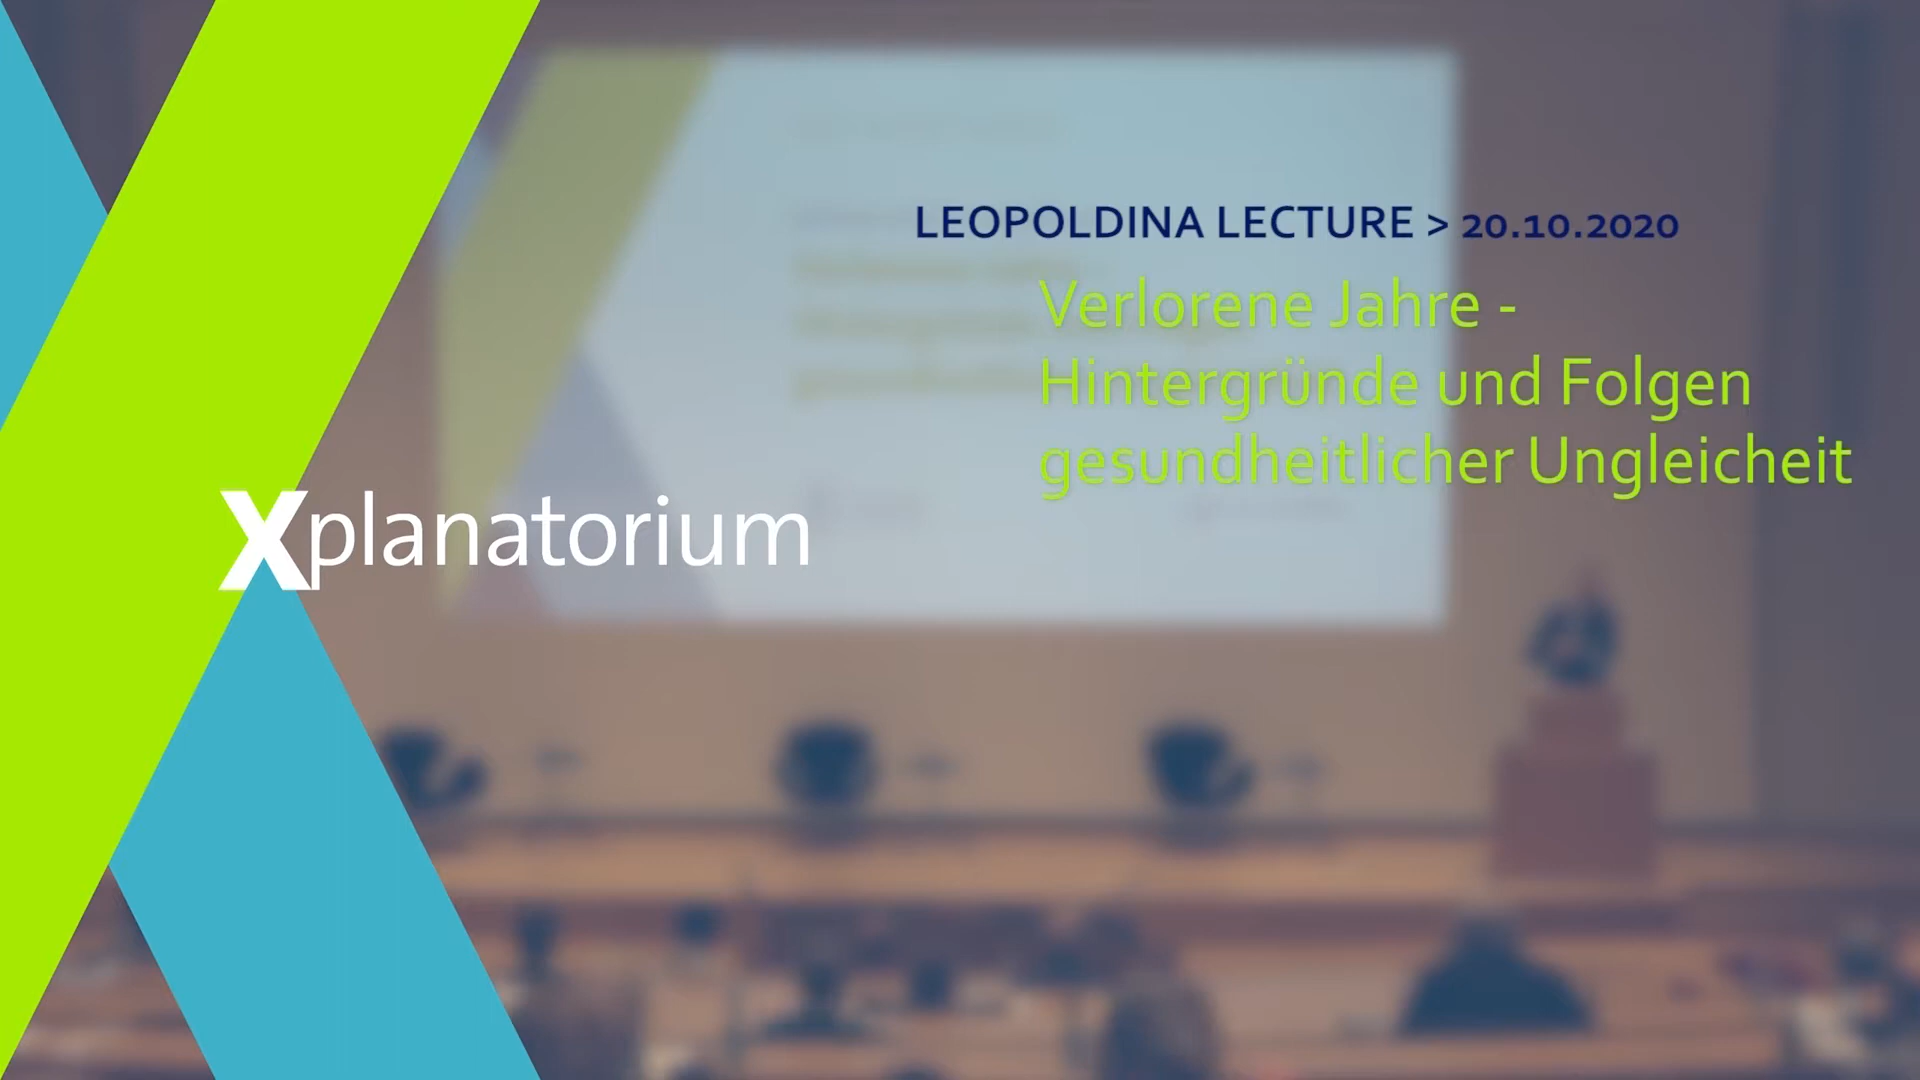 LEOPOLDINA LECTURE > 20.10.2020
Verlorene Jahre -
Hintergründe und Folgen
gesundheitlicher Ungleicheit
Xplanatorium